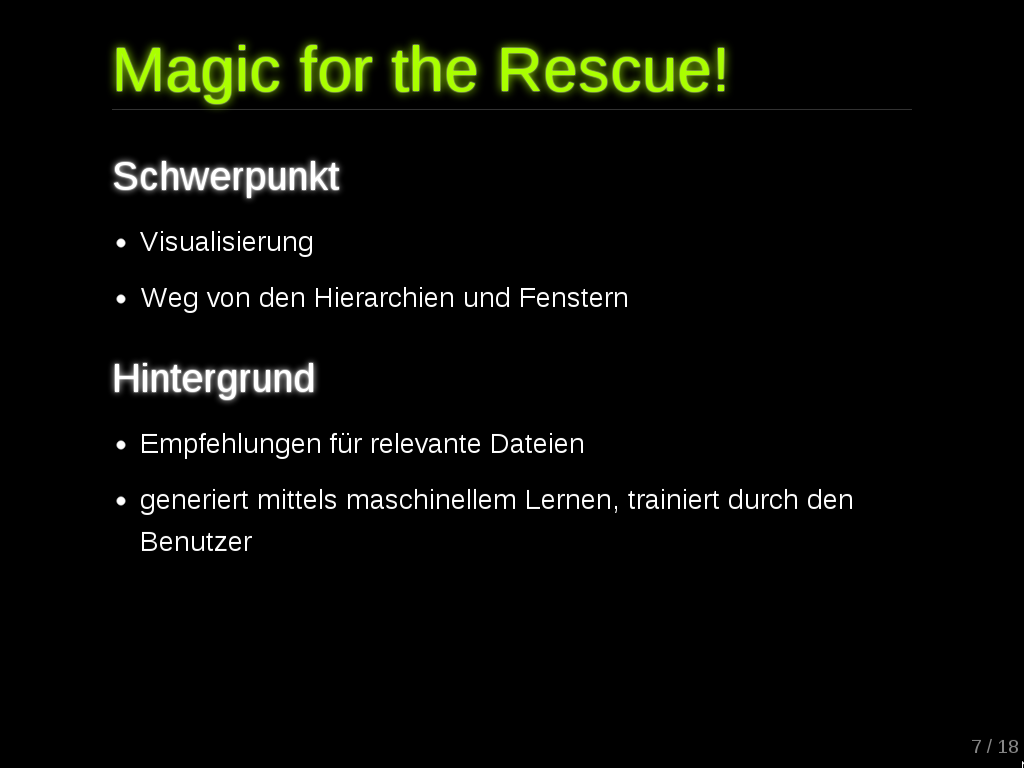 Magic for the Rescue!
Schwerpunkt
• Visualisierung
• Weg von den Hierarchien und Fenstern
Hintergrund
• Empfehlungen für relevante Dateien
• generiert mittels maschinellem Lernen, trainiert durch den
Benutzer
7 / 18